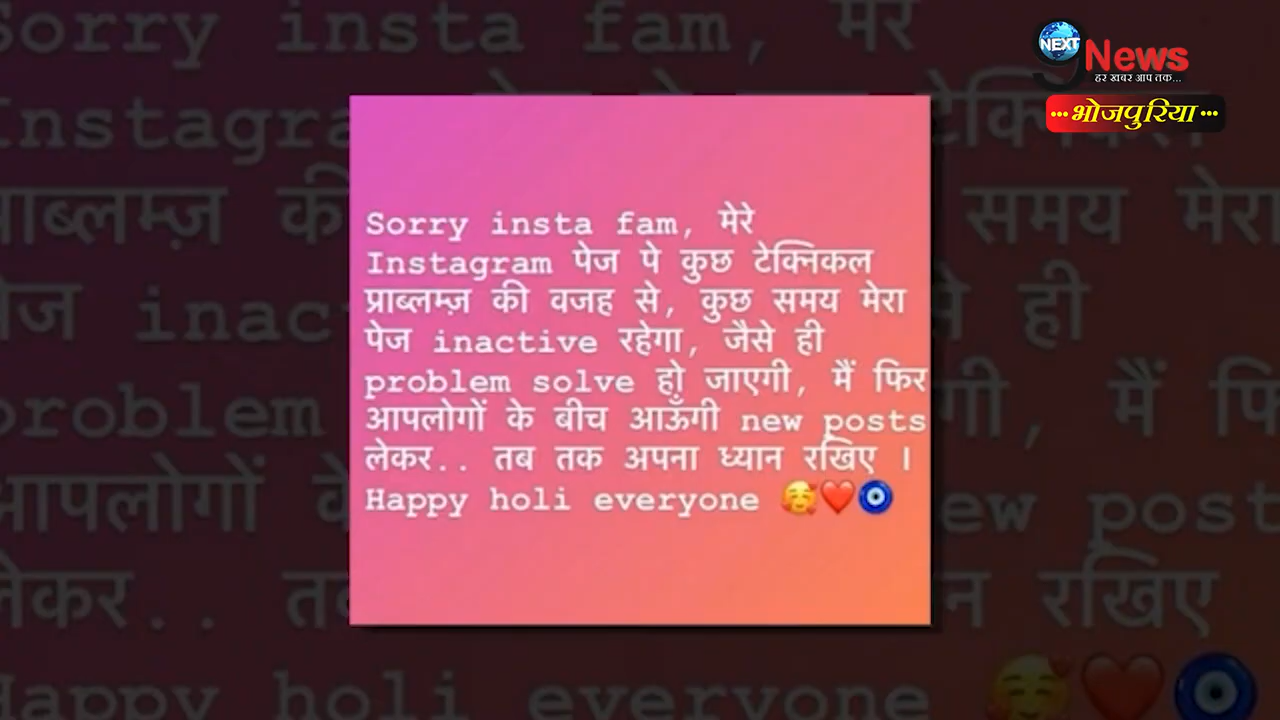 NEXT
9 News
हर खबर आप तक...
...भोजपुरिया...
Sorry insta fam, मेरे
Instagram पेज पे कुछ टेक्निकल
प्राब्लम्ज़ की वजह से, कुछ समय मेरा
पेज inactive रहेगा, जैसे ही
problem solve हो जाएगी, मैं फिर
आपलोगों के बीच आऊँगी new posts
लेकर.. तब तक अपना ध्यान रखिए ।
Happy holi everyone 🥰❤️🧿